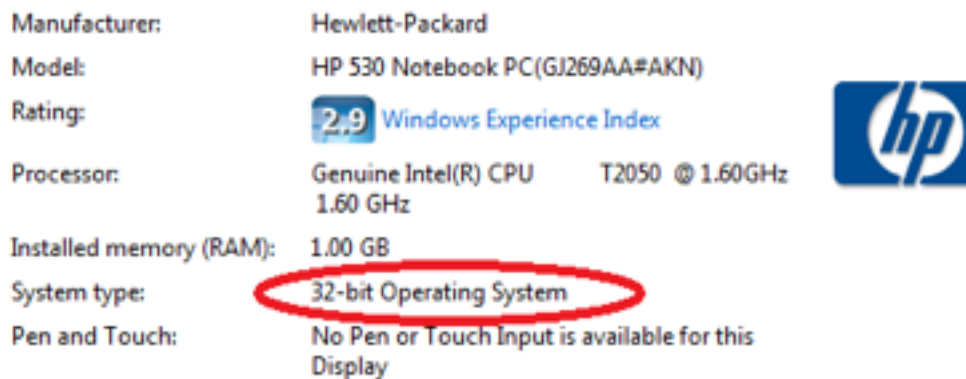 Manufacturer: Hewlett-Packard
Model: HP 530 Notebook PC(GJ269AA#AKN)
Rating: 2.9 Windows Experience Index
Processor: Genuine Intel(R) CPU T2050 @ 1.60GHz
1.60 GHz
Installed memory (RAM): 1.00 GB
System type: 32-bit Operating System
Pen and Touch: No Pen or Touch Input is available for this
Display
hp